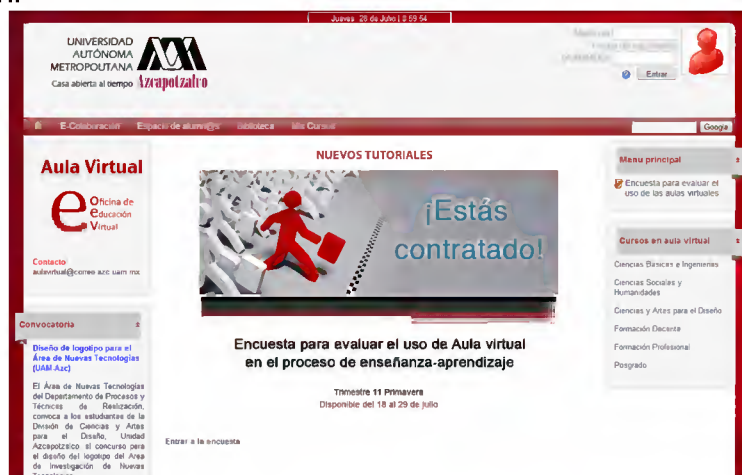 Jueves 28 de Julio | 8 59 54
UNIVERSIDAD
AUTÓNOMA
METROPOLITANA
Casa abierta al tiempo Azcapotzalco
Entrar
E-Colaboración Espacio de alumn@s Biblioteca Mis Cursos
Google
Aula Virtual
e Oficina de
Educación
Virtual
Contacto
aulavirtual@correo azc uam mx
NUEVOS TUTORIALES
¡Estás
contratado!
Encuesta para evaluar el uso de Aula virtual
en el proceso de enseñanza-aprendizaje
Trimestre 11 Primavera
Disponible del 18 al 29 de julio
Entrar a la encuesta
Menu principal
Encuesta para evaluar el
uso de las aulas virtuales
Cursos en aula virtual
Ciencias Básicas e Ingenierías
Ciencias Sociales y
Humanidades
Ciencias y Artes para el Diseño
Formación Docente
Formación Profesional
Posgrado
Convocatoria
Diseño de logotipo para el
Área de Nuevas Tecnologías
(UAM-Azc)
El Área de Nuevas Tecnologías
del Departamento de Procesos y
Técnicas de Realización,
convoca a los estudiantes de la
División de Ciencias y Artes
para el Diseño, Unidad
Azcapotzalco al concurso para
el diseño del logotipo del Area
de Investigación de Nuevas